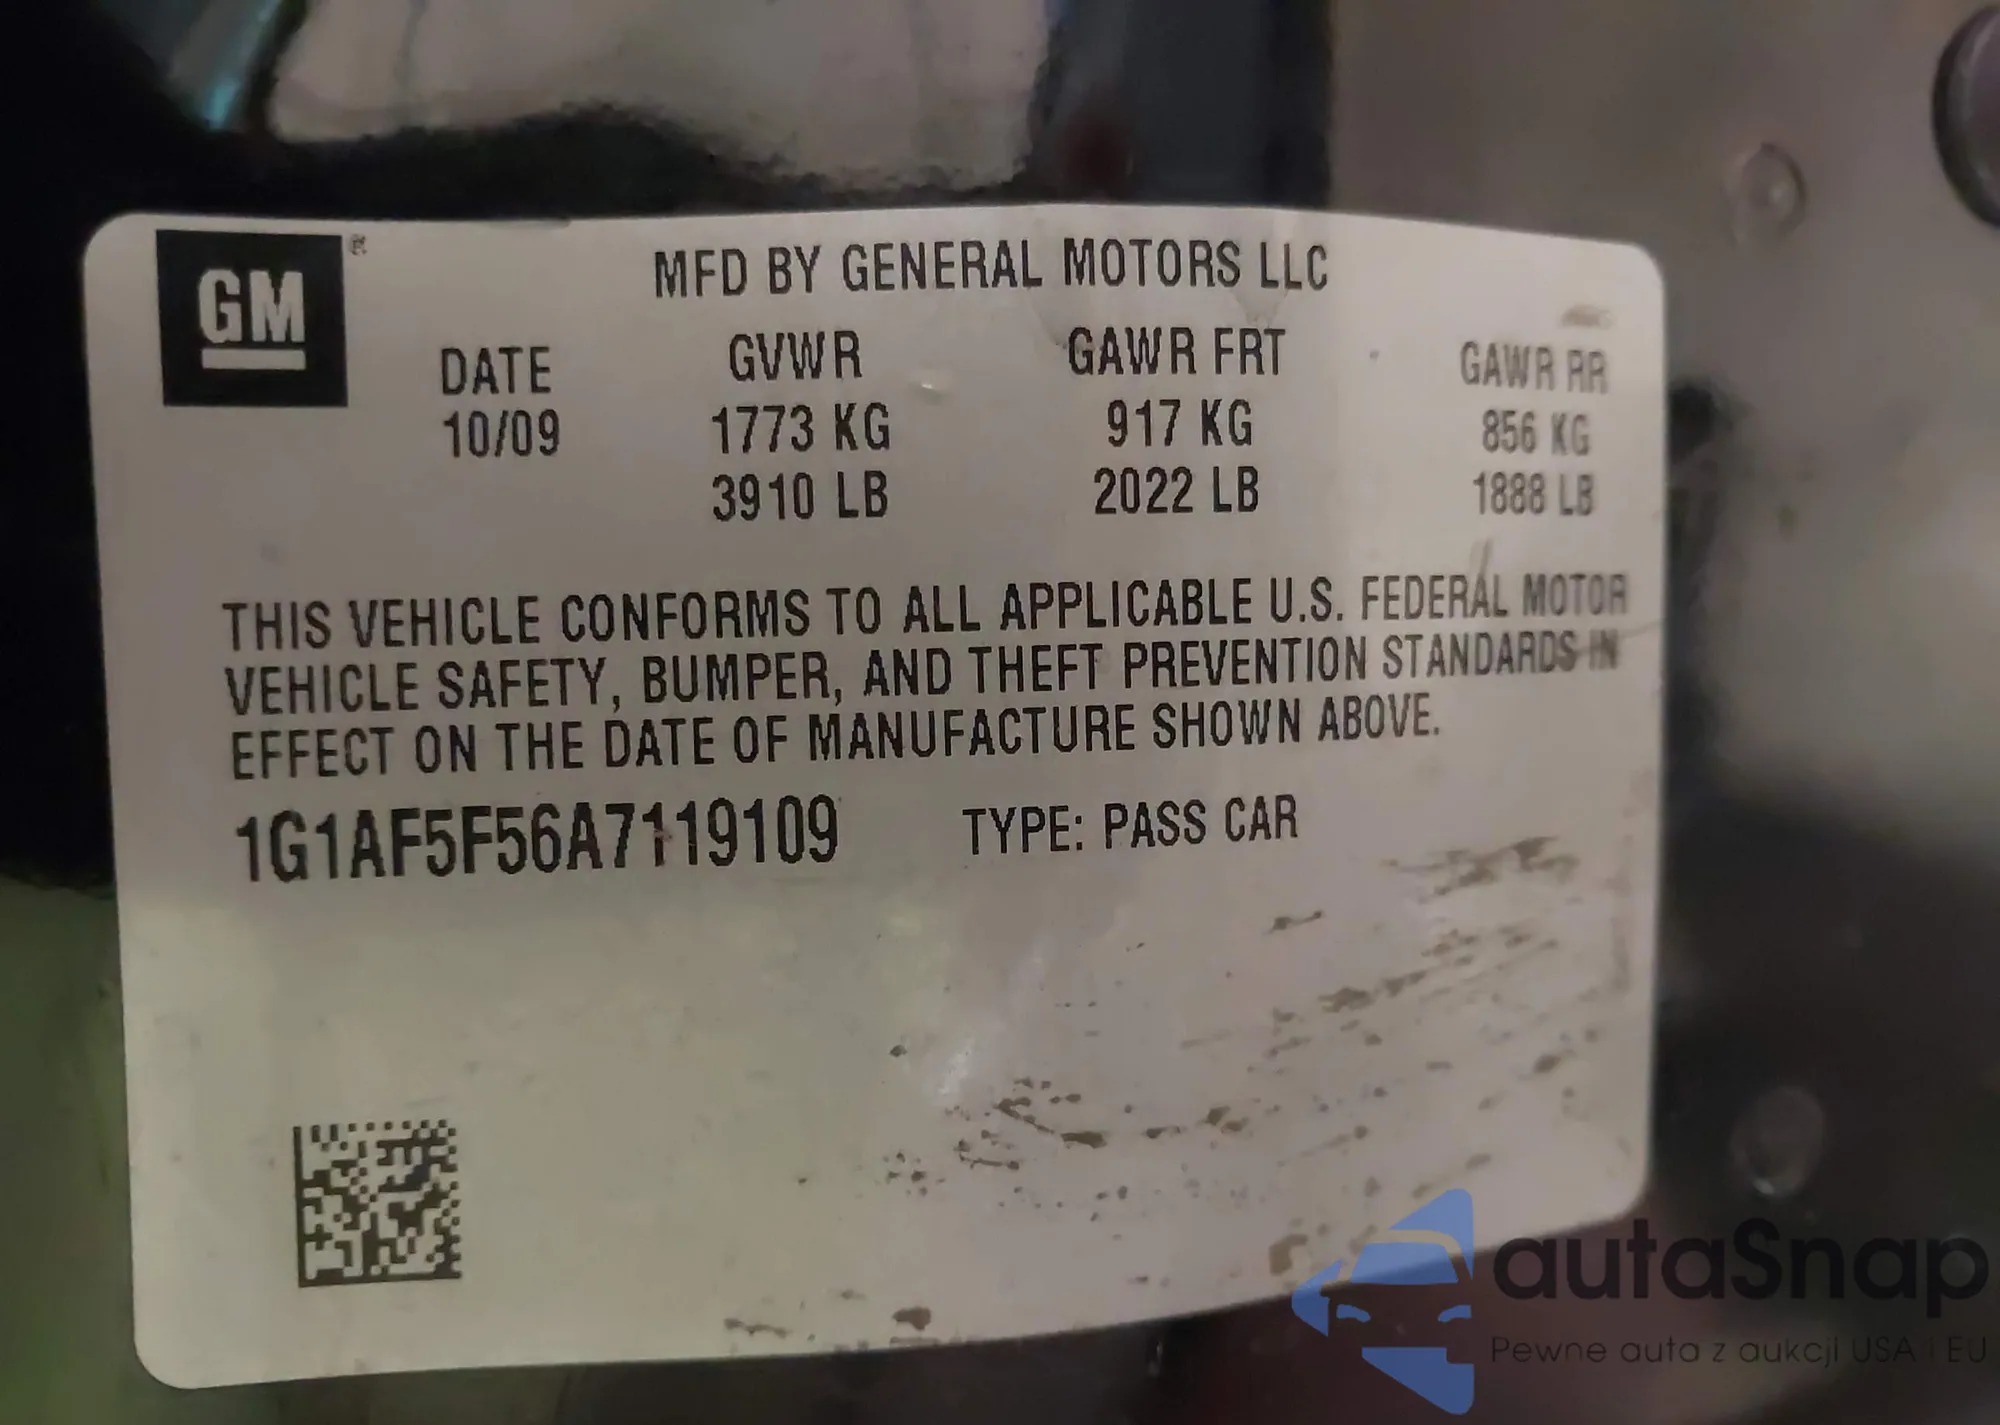 GM ®
MFD BY GENERAL MOTORS LLC
DATE GVWR GAWR FRT GAWR RR
10/09 1773 KG 917 KG 856 KG
3910 LB 2022 LB 1888 LB
THIS VEHICLE CONFORMS TO ALL APPLICABLE U.S. FEDERAL MOTOR
VEHICLE SAFETY, BUMPER, AND THEFT PREVENTION STANDARDS IN
EFFECT ON THE DATE OF MANUFACTURE SHOWN ABOVE.
1G1AF5F56A7119109 TYPE: PASS CAR
autaSnap
Pewne auta z aukcji USA i EU